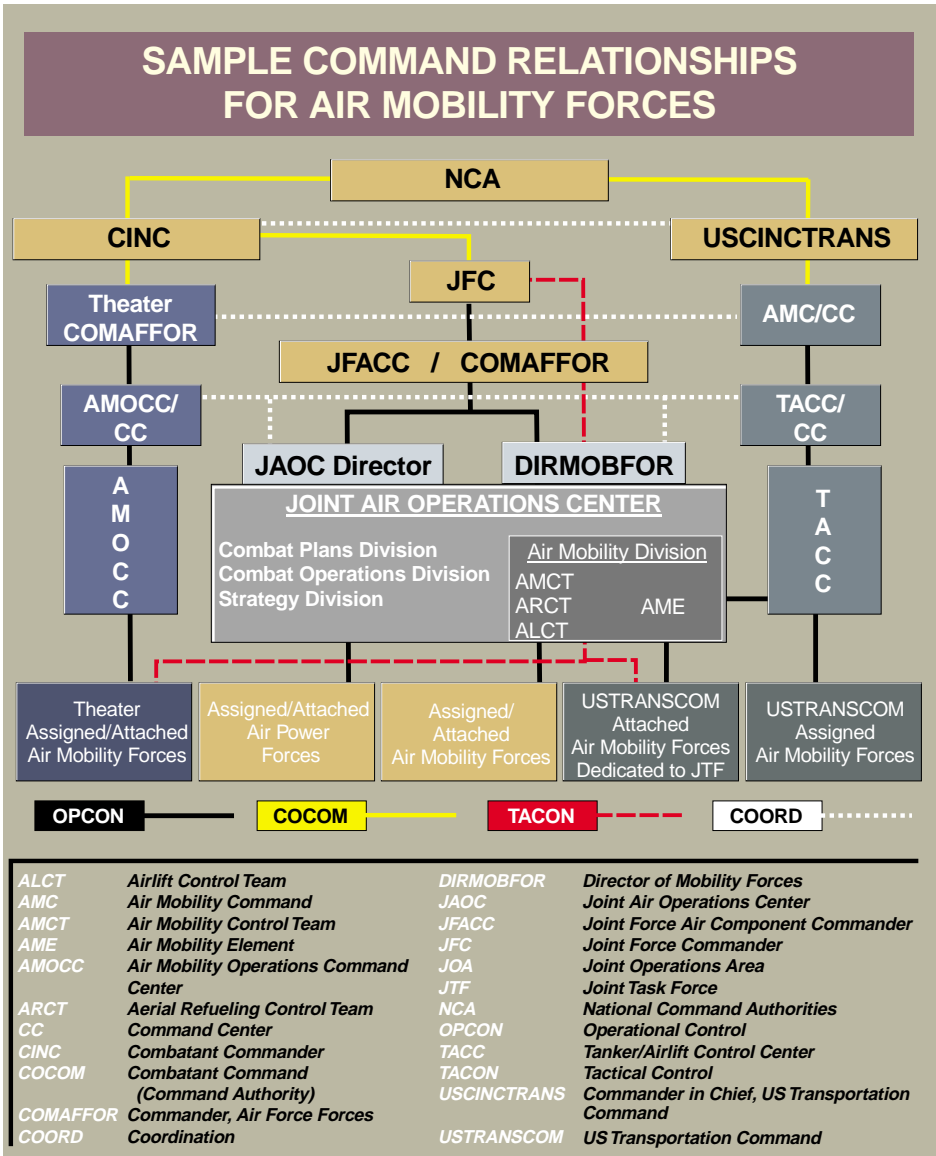 SAMPLE COMMAND RELATIONSHIPS
FOR AIR MOBILITY FORCES
NCA
CINC
USCINCTRANS
JFC
Theater
COMAFFOR
AMC/CC
JFACC / COMAFFOR
AMOCC/
CC
TACC/
CC
JAOC Director
DIRMOBFOR
A
M
O
C
C
JOINT AIR OPERATIONS CENTER
Combat Plans Division
Combat Operations Division
Strategy Division
Air Mobility Division
AMCT
ARCT AME
ALCT
T
A
C
C
Theater
Assigned/Attached
Air Mobility Forces
Assigned/Attached
Air Power
Forces
Assigned/
Attached
Air Mobility Forces
USTRANSCOM
Attached
Air Mobility Forces
Dedicated to JTF
USTRANSCOM
Assigned
Air Mobility Forces
OPCON
COCOM
TACON
COORD
ALCT Airlift Control Team
AMC Air Mobility Command
AMCT Air Mobility Control Team
AME Air Mobility Element
AMOCC Air Mobility Operations Command
Center
ARCT Aerial Refueling Control Team
CC Command Center
CINC Combatant Commander
COCOM Combatant Command
(Command Authority)
COMAFFOR Commander, Air Force Forces
COORD Coordination
DIRMOBFOR Director of Mobility Forces
JAOC Joint Air Operations Center
JFACC Joint Force Air Component Commander
JFC Joint Force Commander
JOA Joint Operations Area
JTF Joint Task Force
NCA National Command Authorities
OPCON Operational Control
TACC Tanker/Airlift Control Center
TACON Tactical Control
USCINCTRANS Commander in Chief, US Transportation
Command
USTRANSCOM US Transportation Command